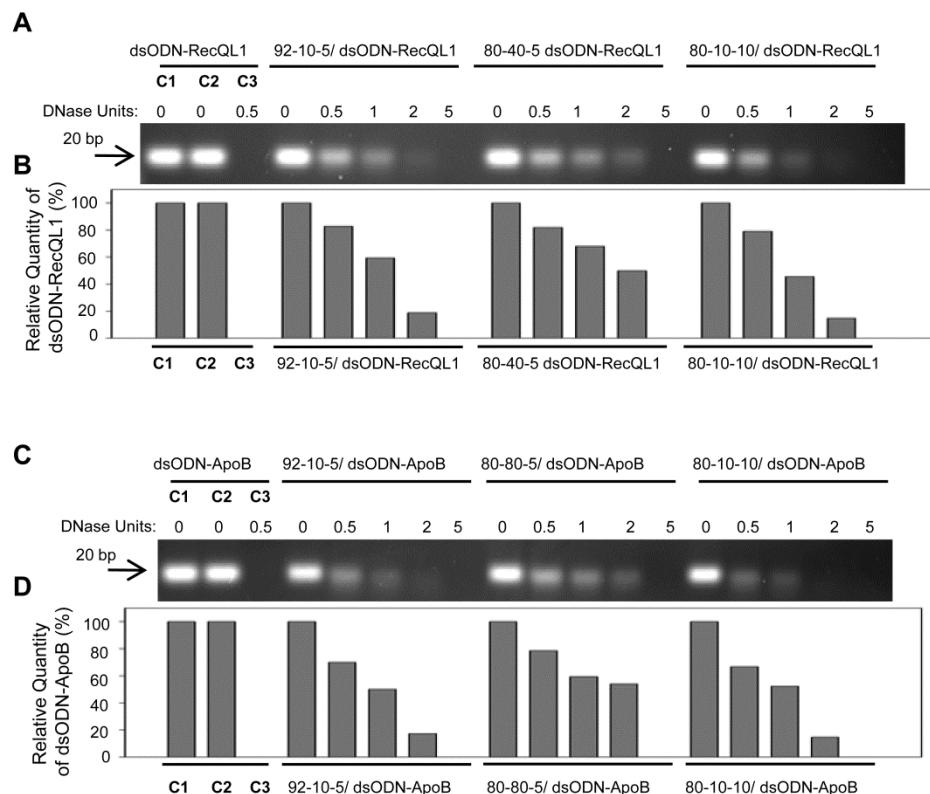 A
dsODN-RecQL1 92-10-5/ dsODN-RecQL1 80-40-5 dsODN-RecQL1 80-10-10/ dsODN-RecQL1
C1 C2 C3
DNase Units: 0 0 0.5 0 0.5 1 2 5 0 0.5 1 2 5 0 0.5 1 2 5
20 bp
B
Relative Quantity of
dsODN-RecQL1 (%)
100
80
60
40
20
0
C1 C2 C3 92-10-5/ dsODN-RecQL1 80-40-5 dsODN-RecQL1 80-10-10/ dsODN-RecQL1
C
dsODN-ApoB 92-10-5/ dsODN-ApoB 80-80-5/ dsODN-ApoB 80-10-10/ dsODN-ApoB
C1 C2 C3
DNase Units: 0 0 0.5 0 0.5 1 2 5 0 0.5 1 2 5 0 0.5 1 2 5
20 bp
D
Relative Quantity
of dsODN-ApoB (%)
100
80
60
40
20
0
C1 C2 C3 92-10-5/ dsODN-ApoB 80-80-5/ dsODN-ApoB 80-10-10/ dsODN-ApoB